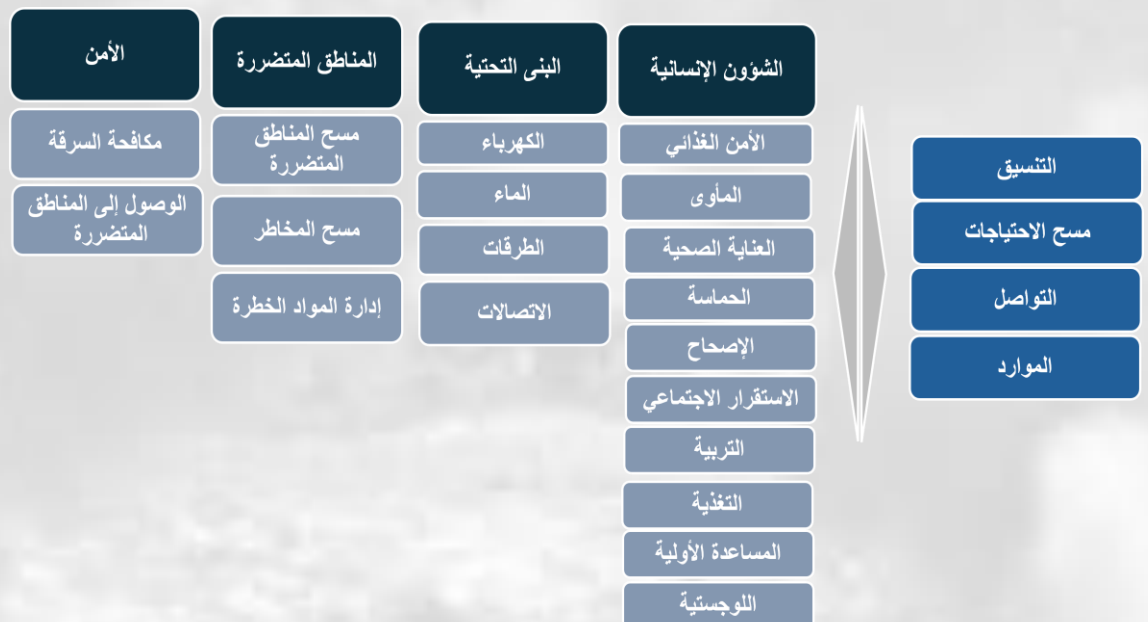 التنسيق
مسح الاحتياجات
التواصل
الموارد
الشؤون الإنسانية
الأمن الغذائي
المأوى
العناية الصحية
الحماسة
الإصحاح
الاستقرار الاجتماعي
التربية
التغذية
المساعدة الأولية
اللوجستية
البنى التحتية
الكهرباء
الماء
الطرقات
الاتصالات
المناطق المتضررة
مسح المناطق
المتضررة
مسح المخاطر
إدارة المواد الخطرة
الأمن
مكافحة السرقة
الوصول إلى المناطق
المتضررة